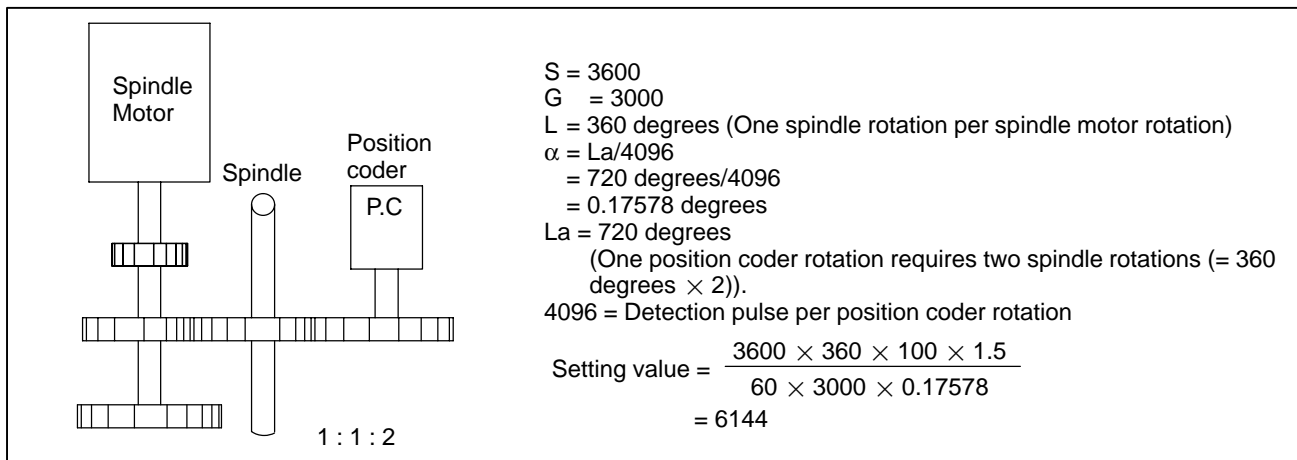 Spindle
Motor
Spindle
Position
coder
P.C
1 : 1 : 2
S = 3600
G = 3000
L = 360 degrees (One spindle rotation per spindle motor rotation)
α = La/4096
= 720 degrees/4096
= 0.17578 degrees
La = 720 degrees
(One position coder rotation requires two spindle rotations (= 360
degrees × 2)).
4096 = Detection pulse per position coder rotation
Setting value = 3600 × 360 × 100 × 1.5
60 × 3000 × 0.17578
= 6144